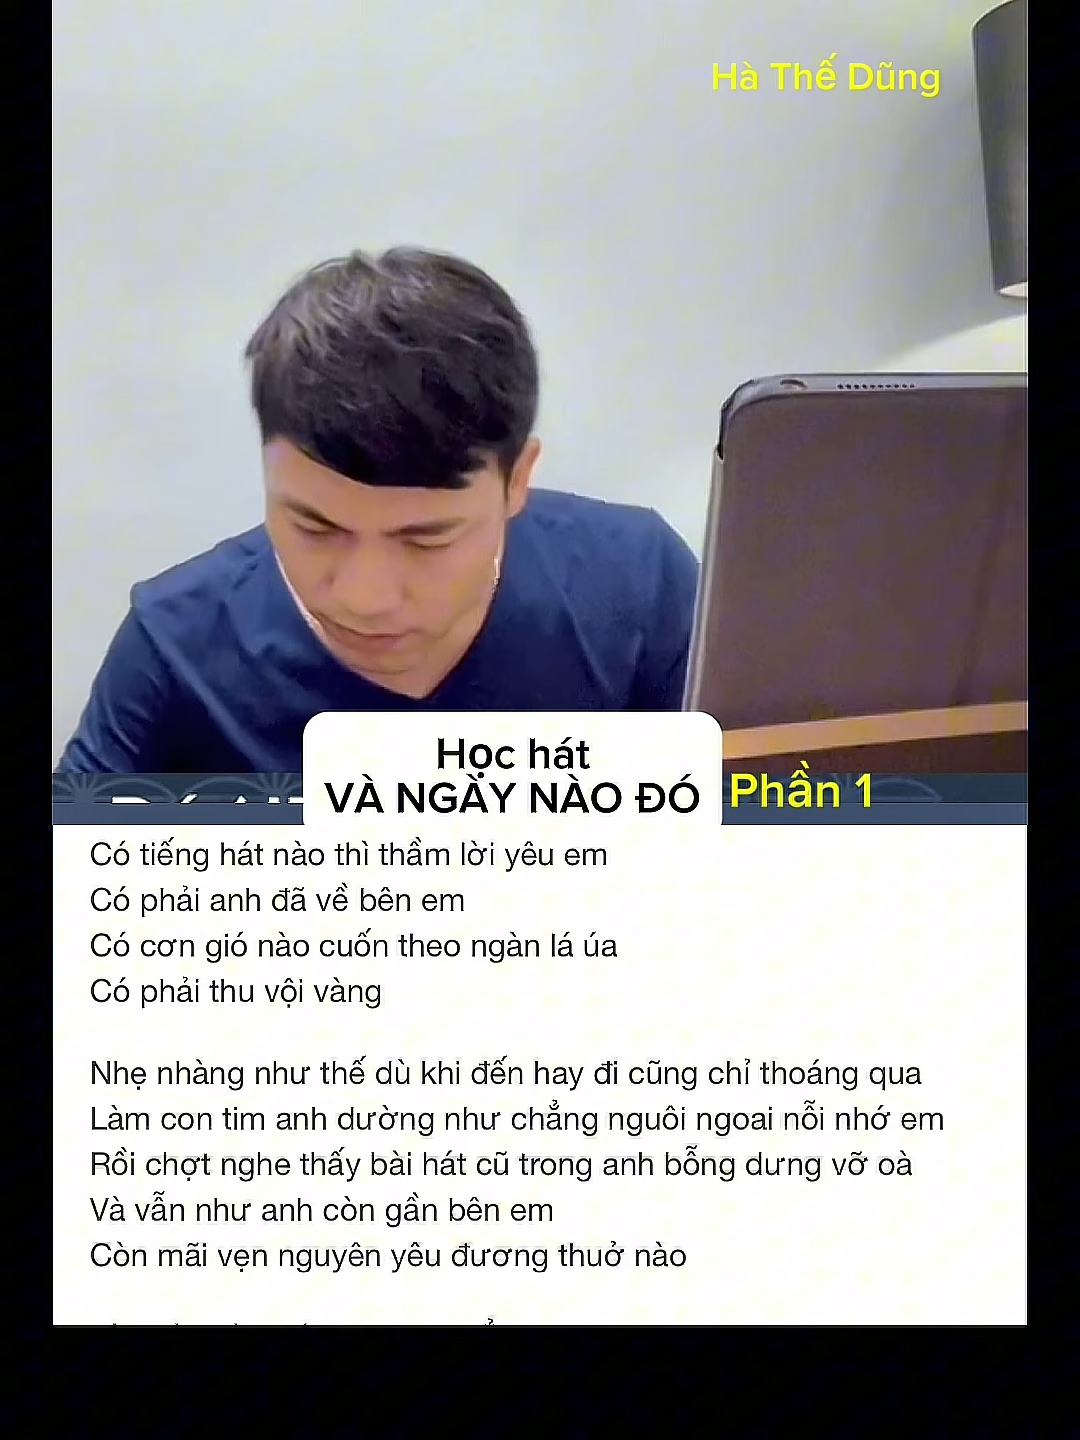 Hà Thế Dũng
Học hát
VÀ NGÀY NÀO ĐÓ
Phần 1
Có tiếng hát nào thì thầm lời yêu em
Có phải anh đã về bên em
Có cơn gió nào cuốn theo ngàn lá úa
Có phải thu vội vàng
Nhẹ nhàng như thế dù khi đến hay đi cũng chỉ thoáng qua
Làm con tim anh dường như chẳng nguôi ngoai nỗi nhớ em
Rồi chợt nghe thấy bài hát cũ trong anh bỗng dưng vỡ oà
Và vẫn như anh còn gần bên em
Còn mãi vẹn nguyên yêu đương thuở nào